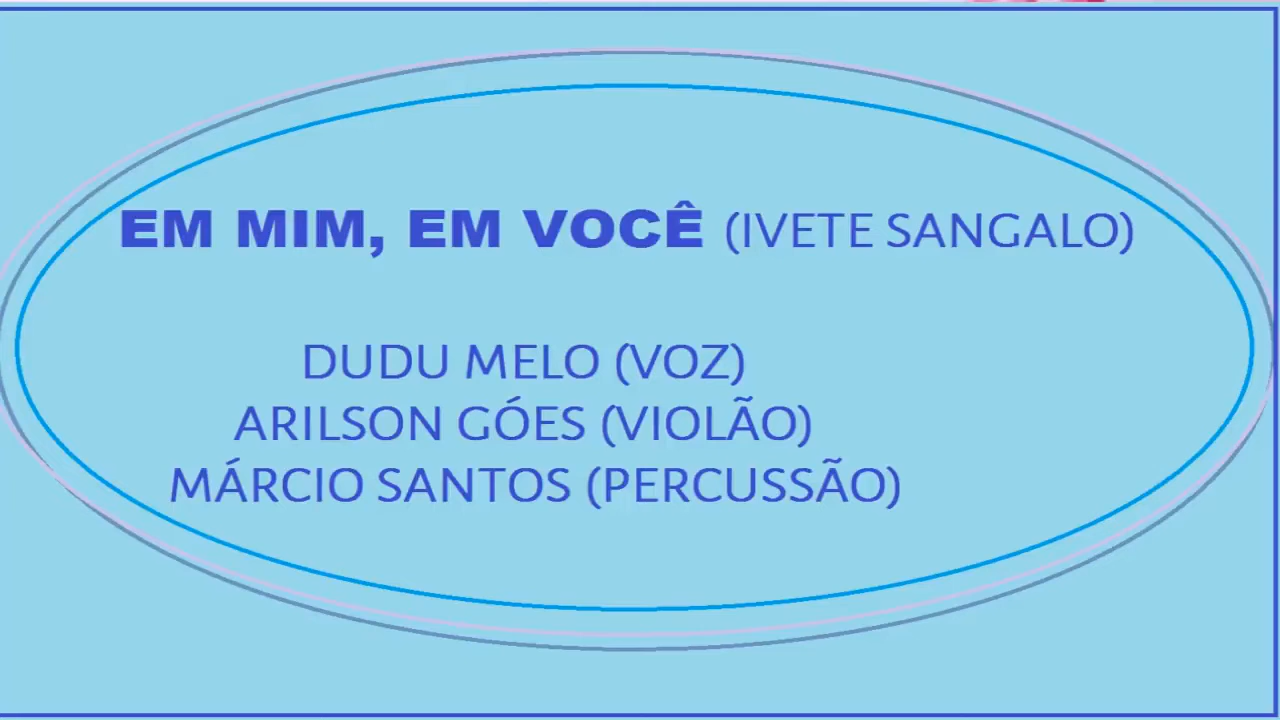 EM MIM, EM VOCÊ (IVETE SANGALO)
DUDU MELO (VOZ)
ARILSON GÓES (VIOLÃO)
MÁRCIO SANTOS (PERCUSSÃO)